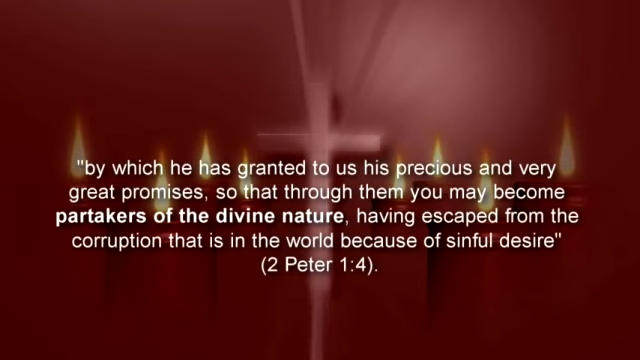 "by which he has granted to us his precious and very
great promises, so that through them you may become
partakers of the divine nature, having escaped from the
corruption that is in the world because of sinful desire"
(2 Peter 1:4).